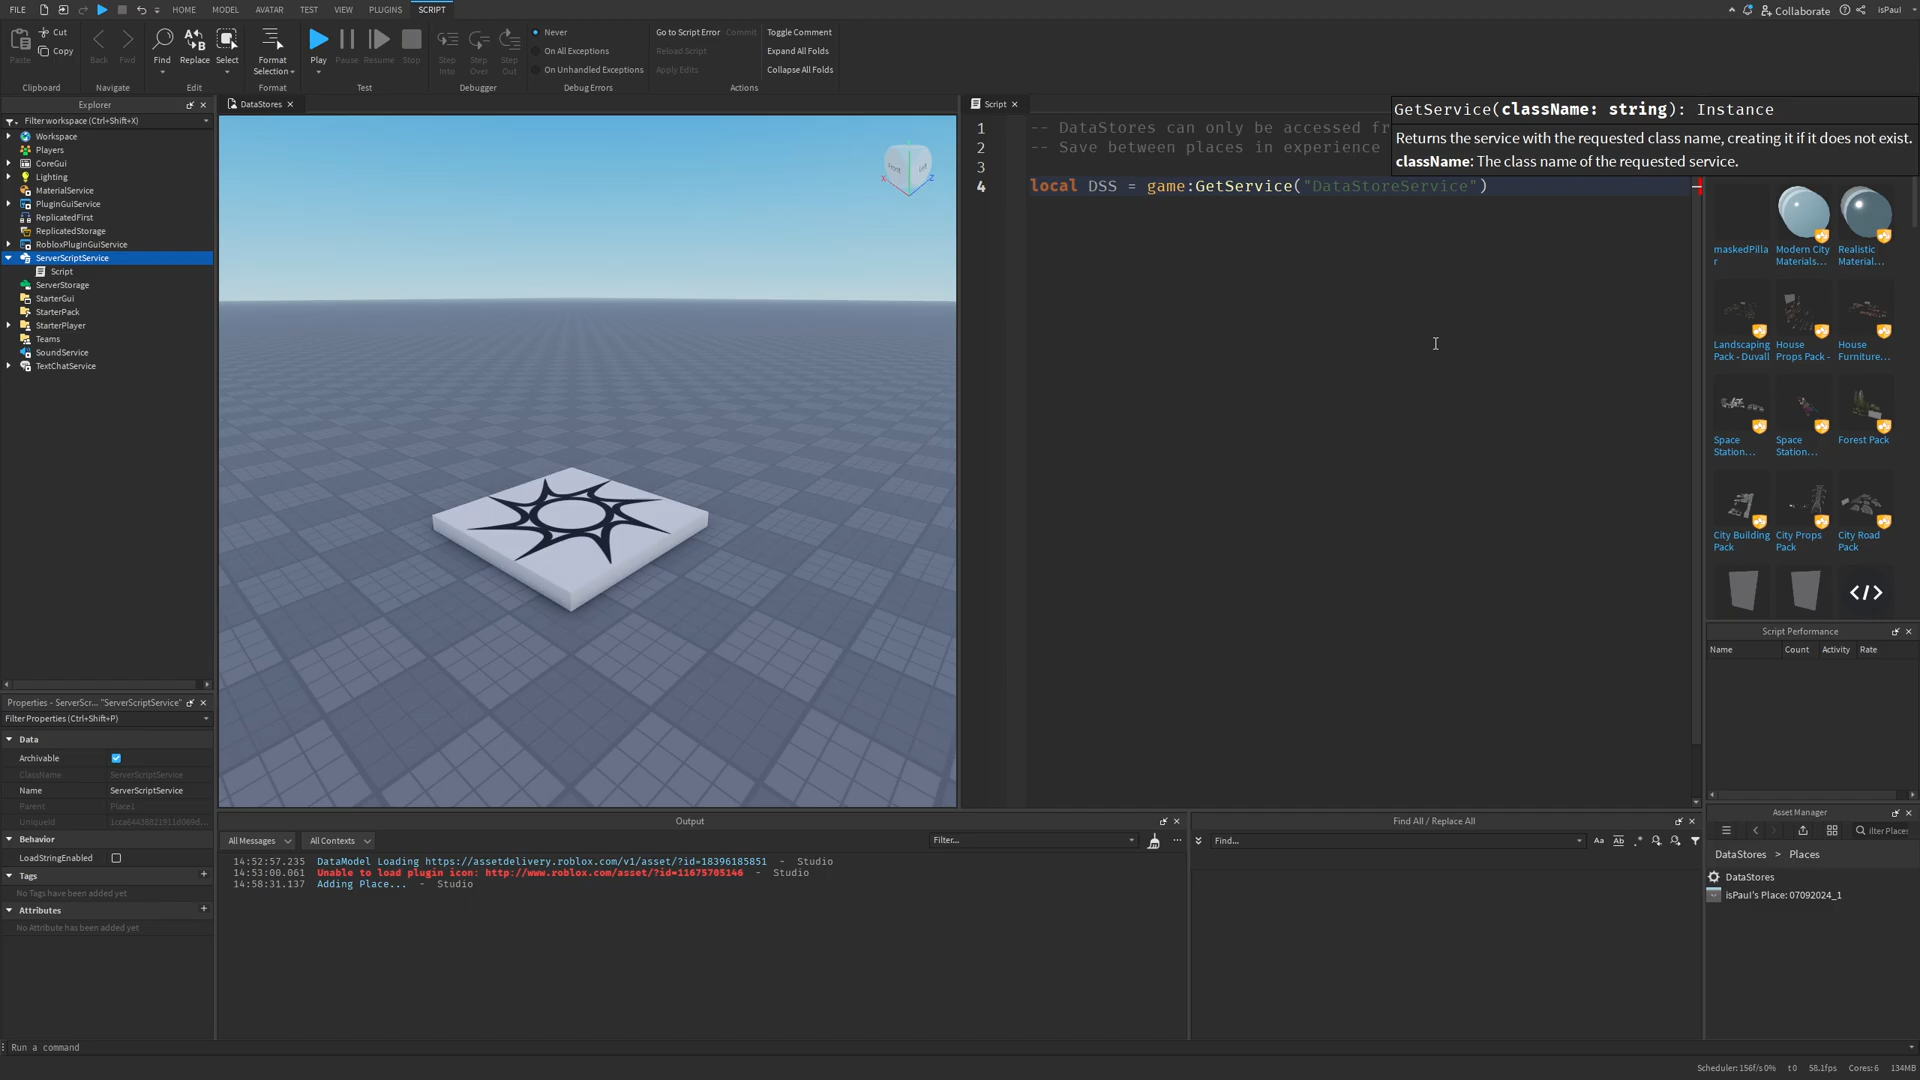 FILE
HOME
MODEL
AVATAR
TEST
VIEW
PLUGINS
SCRIPT
Collaborate
isPaul
Paste
Cut
Copy
Clipboard
Back
Fwd
Navigate
Find
Replace
Select
Edit
Format Selection
Format
Play
Pause
Resume
Stop
Test
Step Into
Step Over
Step Out
Debugger
Never
On All Exceptions
On Unhandled Exceptions
Debug Errors
Go to Script Error
Commit
Reload Script
Apply Edits
Toggle Comment
Expand All Folds
Collapse All Folds
Actions
Explorer
Filter workspace (Ctrl+Shift+X)
Workspace
Players
CoreGui
Lighting
MaterialService
PluginGuiService
ReplicatedFirst
ReplicatedStorage
RobloxPluginGuiService
ServerScriptService
Script
ServerStorage
StarterGui
StarterPack
StarterPlayer
Teams
SoundService
TextChatService
Properties - ServerScr... "ServerScriptService"
Filter Properties (Ctrl+Shift+P)
Data
Archivable
ClassName ServerScriptService
Name ServerScriptService
Parent Place1
UniqueId
Behavior
LoadStringEnabled
Tags
No Tags have been added yet
Attributes
No Attribute has been added yet
DataStores
Front
Left
X
Z
Script
1 -- DataStores can only be accessed fr
2 -- Save between places in experience
3
4 local DSS = game:GetService("DataStoreService")
GetService(className: string): Instance
Returns the service with the requested class name, creating it if it does not exist.
className: The class name of the requested service.
maskedPilla
r
Modern City
Materials...
Realistic
Material...
Landscaping
Pack - Duvall
House
Props Pack -
House
Furniture...
Space
Station...
Space
Station...
Forest Pack
City Building
Pack
City Props
Pack
City Road
Pack
Script Performance
Name Count Activity Rate
Asset Manager
ilter Places
DataStores > Places
DataStores
isPaul's Place: 07092024_1
Output
All Messages
All Contexts
Filter...
14:52:57.235 DataModel Loading https://assetdelivery.roblox.com/v1/asset/?id=18396185851 - Studio
14:53:00.061 Unable to load plugin icon: http://www.roblox.com/asset/?id=11675705146 - Studio
14:58:31.137 Adding Place... - Studio
Find All / Replace All
Find...
Aa
Ab
.*
Run a command
Scheduler: 156f/s 0% t 0 58.1fps Cores: 6 134MB